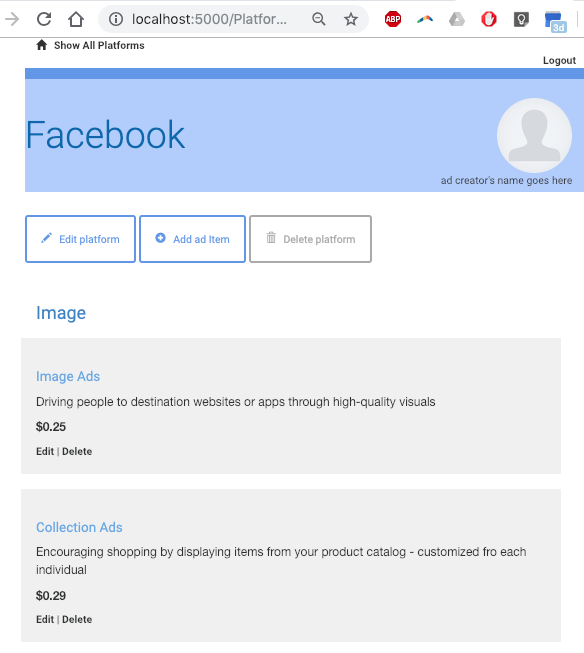 localhost:5000/Platfor...
ABP
3d
Show All Platforms
Logout
Facebook
ad creator's name goes here
Edit platform
Add ad Item
Delete platform
Image
Image Ads
Driving people to destination websites or apps through high-quality visuals
$0.25
Edit | Delete
Collection Ads
Encouraging shopping by displaying items from your product catalog - customized fro each
individual
$0.29
Edit | Delete